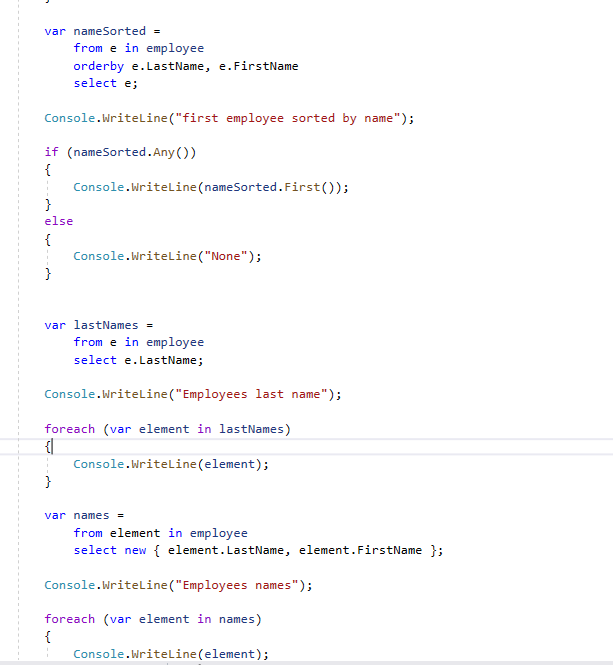 }
var nameSorted =
from e in employee
orderby e.LastName, e.FirstName
select e;
Console.WriteLine("first employee sorted by name");
if (nameSorted.Any())
{
Console.WriteLine(nameSorted.First());
}
else
{
Console.WriteLine("None");
}
var lastNames =
from e in employee
select e.LastName;
Console.WriteLine("Employees last name");
foreach (var element in lastNames)
{
Console.WriteLine(element);
}
var names =
from element in employee
select new { element.LastName, element.FirstName };
Console.WriteLine("Employees names");
foreach (var element in names)
{
Console.WriteLine(element);